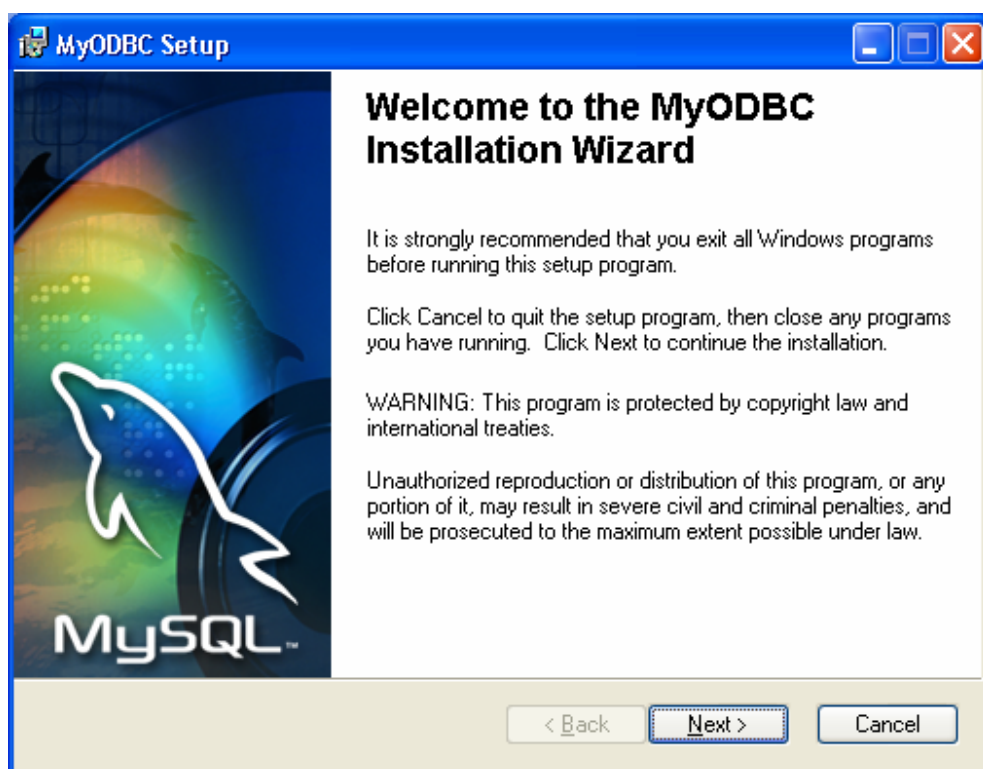 MyODBC Setup
Welcome to the MyODBC
Installation Wizard
It is strongly recommended that you exit all Windows programs
before running this setup program.
Click Cancel to quit the setup program, then close any programs
you have running.  Click Next to continue the installation.
WARNING: This program is protected by copyright law and
international treaties.
Unauthorized reproduction or distribution of this program, or any
portion of it, may result in severe civil and criminal penalties, and
will be prosecuted to the maximum extent possible under law.
MySQL™
< Back
Next >
Cancel